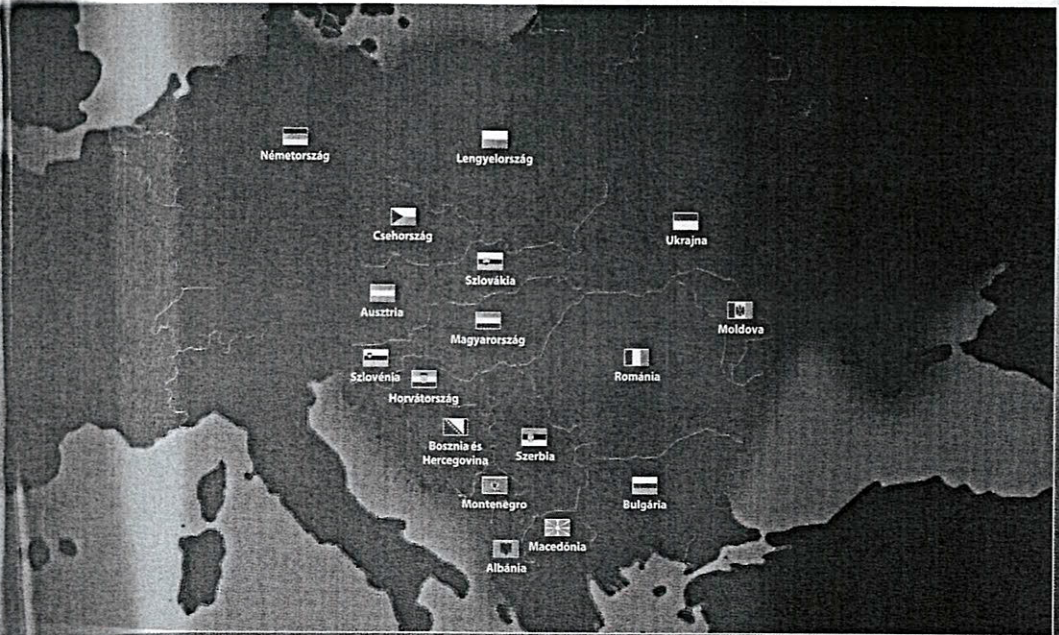 Németország
Lengyelország
Csehország
Ukrajna
Szlovákia
Ausztria
Moldova
Magyarország
Szlovénia
Románia
Horvátország
Bosznia és
Hercegovina
Szerbia
Montenegro
Bulgária
Macedónia
Albánia